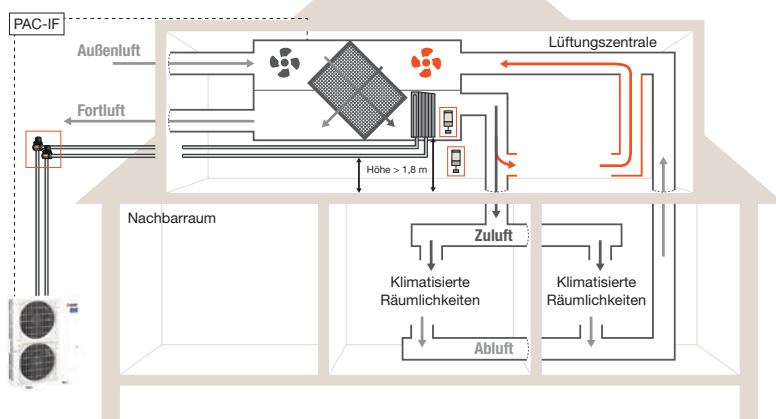 PAC-IF
Lüftungszentrale
Außenluft
Fortluft
Höhe > 1,8 m
Nachbarraum
Zuluft
Klimatisierte
Räumlichkeiten
Klimatisierte
Räumlichkeiten
Abluft